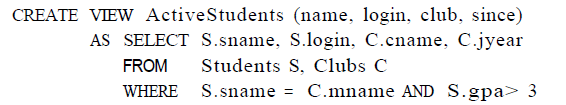 CREATE VIEW ActiveStudents (name, login, club, since)
AS SELECT S.sname, S.login, C.cname, C.jyear
FROM Students S, Clubs C
WHERE S.sname = C.mname AND S.gpa> 3